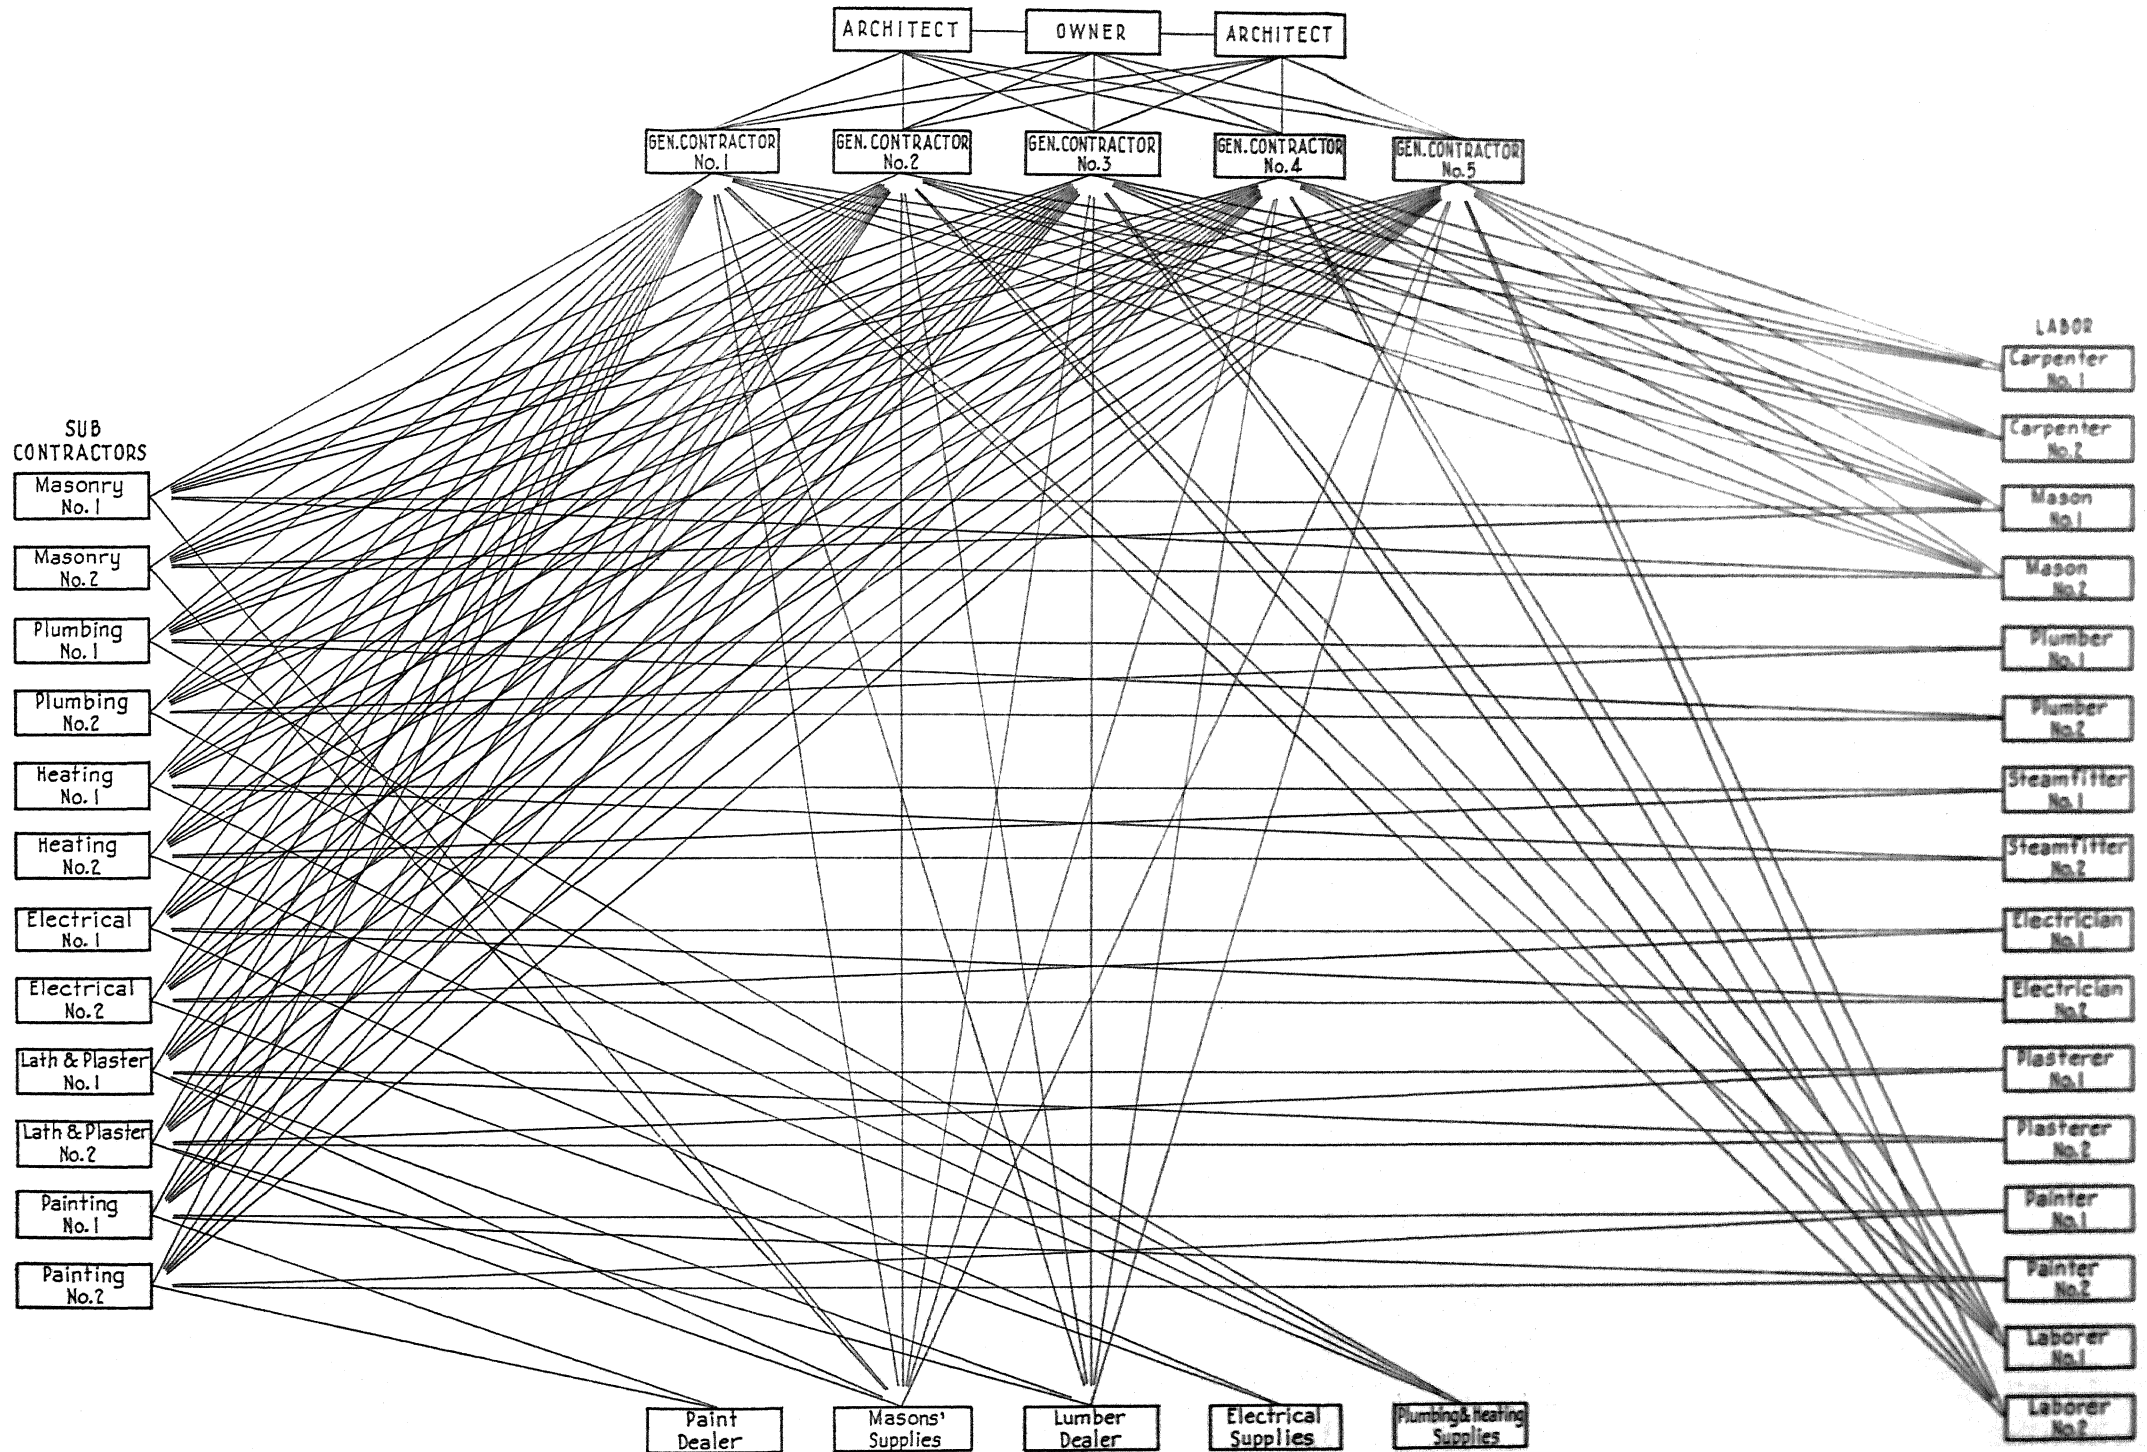 ARCHITECT
OWNER
ARCHITECT
GEN.CONTRACTOR
No.1
GEN.CONTRACTOR
No.2
GEN.CONTRACTOR
No.3
GEN.CONTRACTOR
No.4
GEN.CONTRACTOR
No.5
SUB
CONTRACTORS
Masonry
No.1
Masonry
No.2
Plumbing
No.1
Plumbing
No.2
Heating
No.1
Heating
No.2
Electrical
No.1
Electrical
No.2
Lath & Plaster
No.1
Lath & Plaster
No.2
Painting
No.1
Painting
No.2
LABOR
Carpenter
No.1
Carpenter
No.2
Mason
No.1
Mason
No.2
Plumber
No.1
Plumber
No.2
Steamfitter
No.1
Steamfitter
No.2
Electrician
No.1
Electrician
No.2
Plasterer
No.1
Plasterer
No.2
Painter
No.1
Painter
No.2
Laborer
No.1
Laborer
No.2
Paint
Dealer
Masons'
Supplies
Lumber
Dealer
Electrical
Supplies
Plumbing & Heating
Supplies